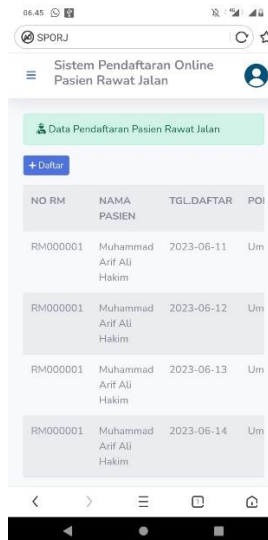 06.45
SPORJ
Sistem Pendaftaran Online
Pasien Rawat Jalan
Data Pendaftaran Pasien Rawat Jalan
+ Daftar
NO RM NAMA PASIEN TGL.DAFTAR POI
RM000001 Muhammad Arif Ali Hakim 2023-06-11 Um
RM000001 Muhammad Arif Ali Hakim 2023-06-12 Um
RM000001 Muhammad Arif Ali Hakim 2023-06-13 Um
RM000001 Muhammad Arif Ali Hakim 2023-06-14 Um